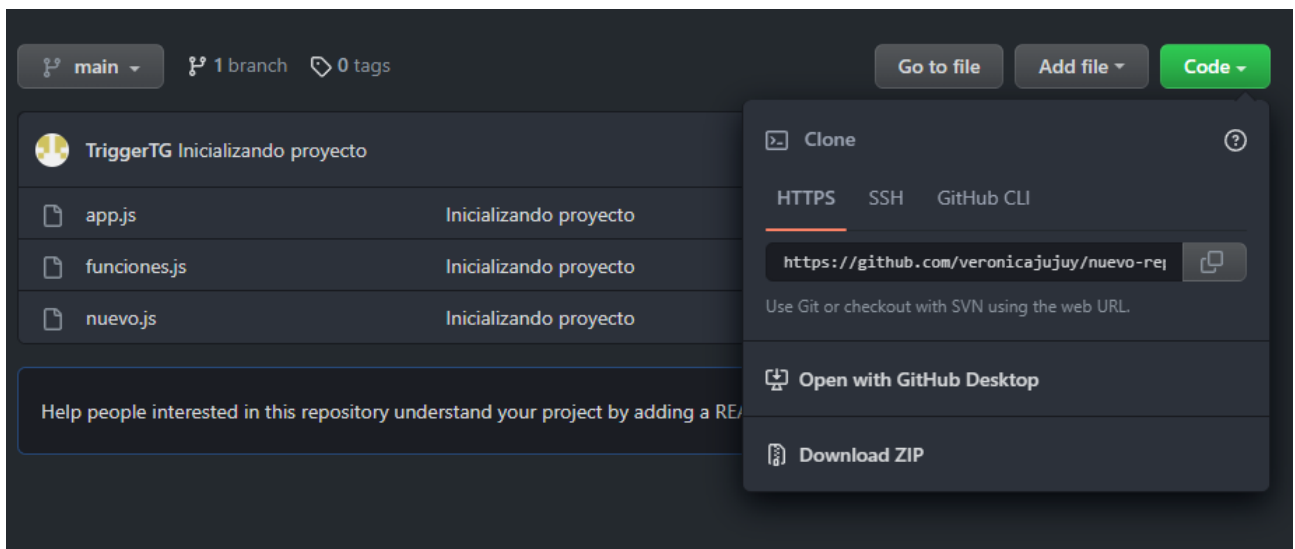 main
1 branch
0 tags
Go to file
Add file
Code
TriggerTG Inicializando proyecto
app.js
Inicializando proyecto
funciones.js
Inicializando proyecto
nuevo.js
Inicializando proyecto
Help people interested in this repository understand your project by adding a
Clone
HTTPS
SSH
GitHub CLI
https://github.com/veronicajujuy/nuevo-re
Use Git or checkout with SVN using the web URL.
Open with GitHub Desktop
Download ZIP